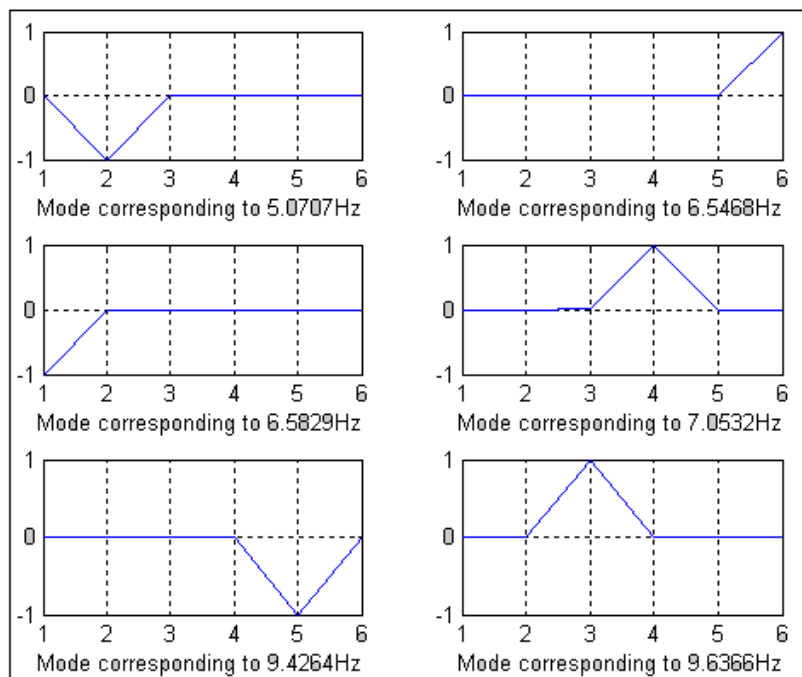 1
0
-1
1 2 3 4 5 6
Mode corresponding to 5.0707Hz
1
0
-1
1 2 3 4 5 6
Mode corresponding to 6.5468Hz
1
0
-1
1 2 3 4 5 6
Mode corresponding to 6.5829Hz
1
0
-1
1 2 3 4 5 6
Mode corresponding to 7.0532Hz
1
0
-1
1 2 3 4 5 6
Mode corresponding to 9.4264Hz
1
0
-1
1 2 3 4 5 6
Mode corresponding to 9.6366Hz